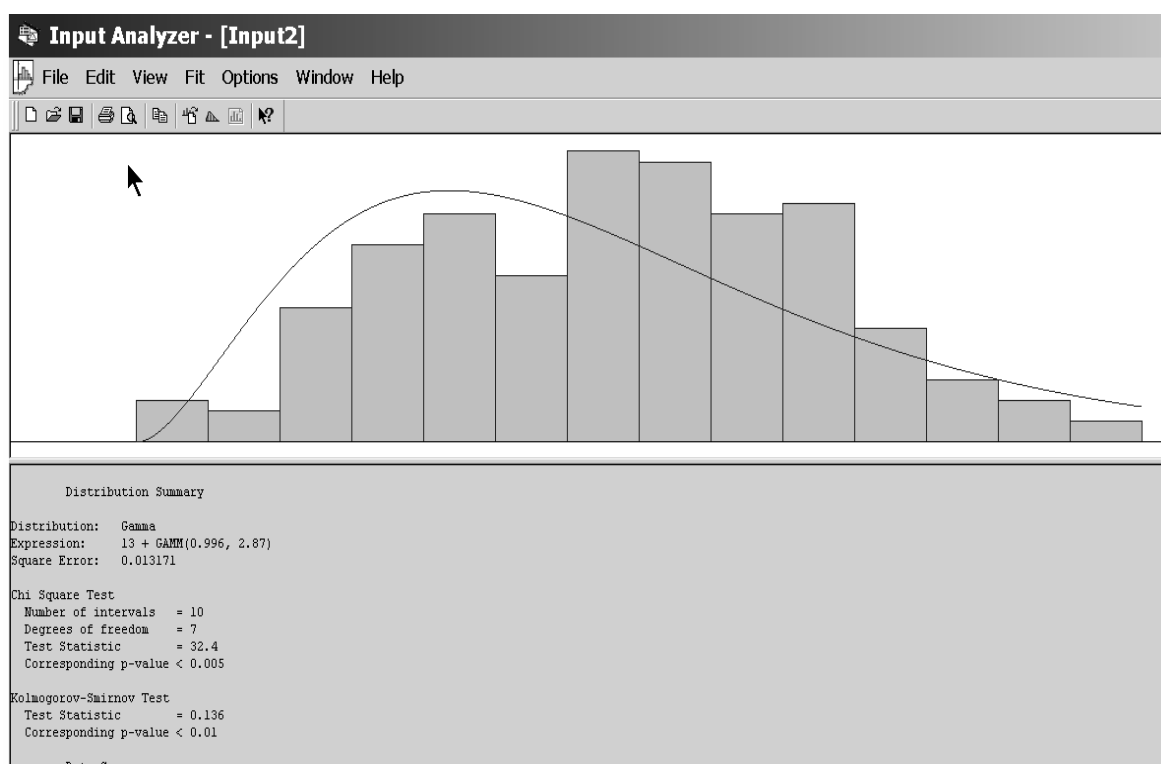 Input Analyzer - [Input2]
File Edit View Fit Options Window Help
Distribution Summary
Distribution: Gamma
Expression: 13 + GAMM(0.996, 2.87)
Square Error: 0.013171
Chi Square Test
Number of intervals = 10
Degrees of freedom = 7
Test Statistic = 32.4
Corresponding p-value < 0.005
Kolmogorov-Smirnov Test
Test Statistic = 0.136
Corresponding p-value < 0.01